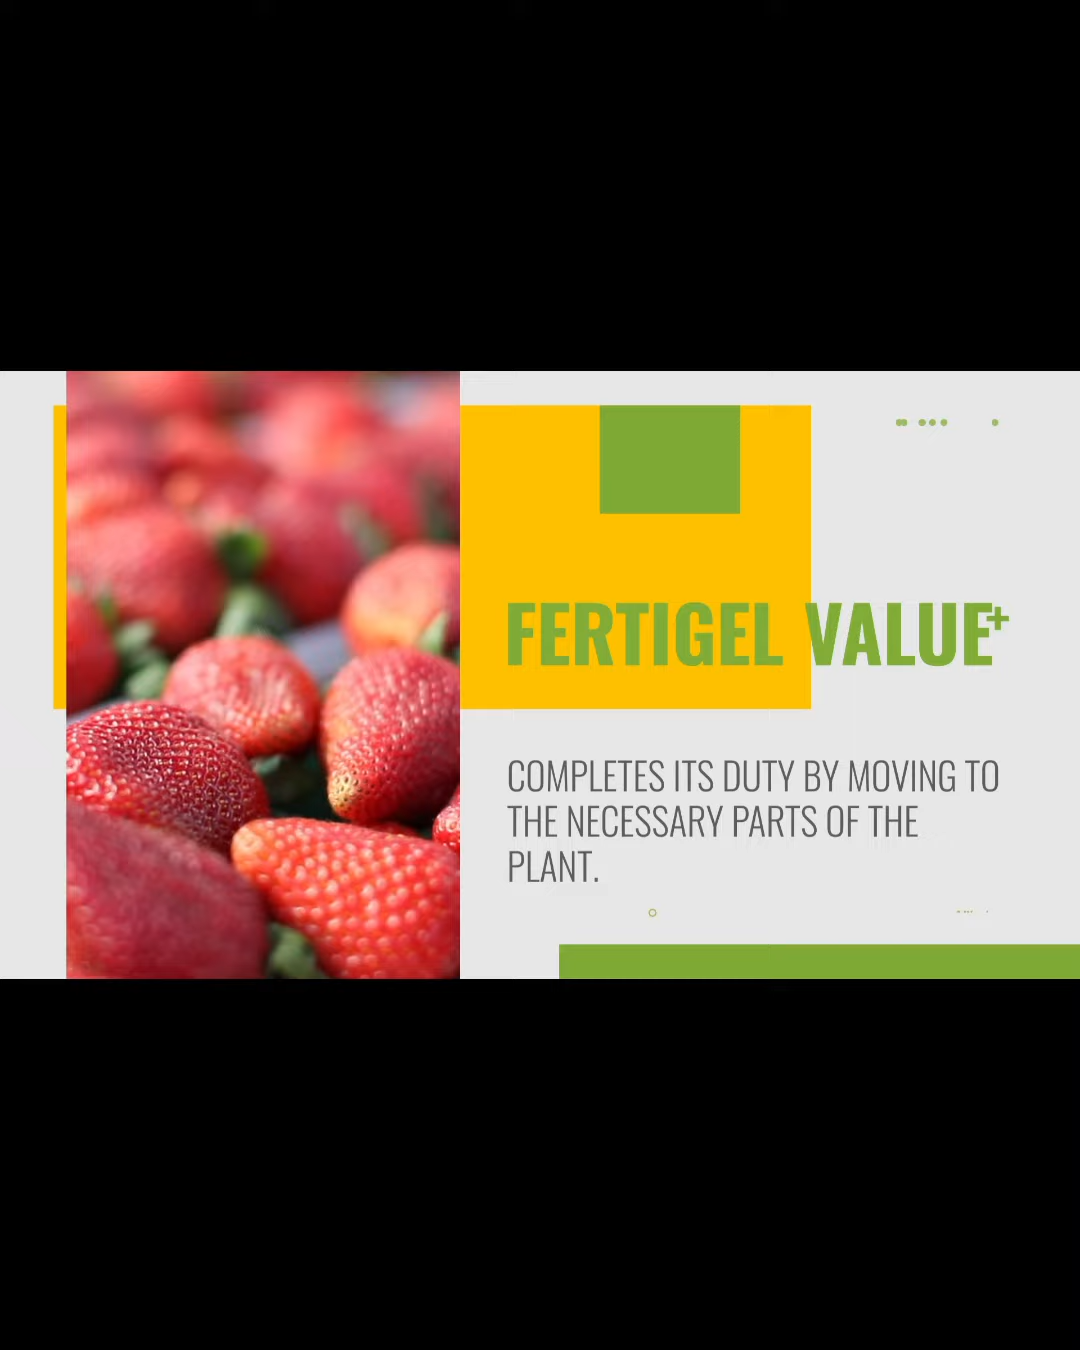 FERTIGEL VALUE+
COMPLETES ITS DUTY BY MOVING TO
THE NECESSARY PARTS OF THE
PLANT.